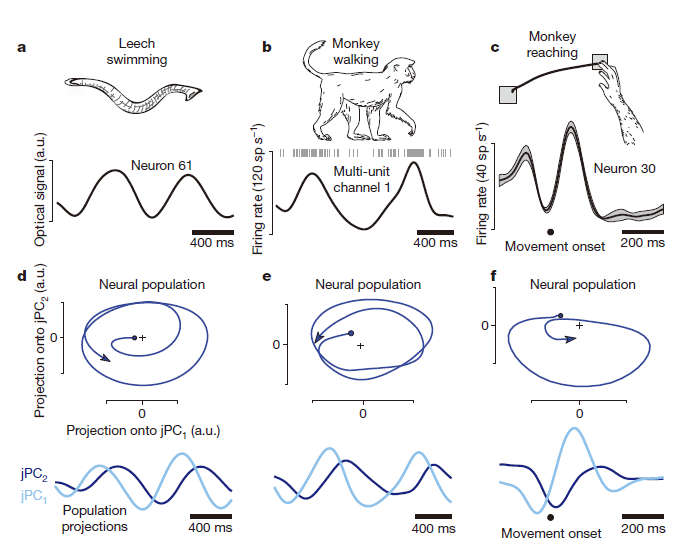 a
Leech
swimming
Optical signal (a.u.)
Neuron 61
400 ms
b
Monkey
walking
Firing rate (120 sp s⁻¹)
Multi-unit
channel 1
400 ms
c
Monkey
reaching
Firing rate (40 sp s⁻¹)
Neuron 30
Movement onset
200 ms
d
Neural population
Projection onto jPC₂ (a.u.)
0
+
0
Projection onto jPC₁ (a.u.)
jPC₂
jPC₁
Population
projections
400 ms
e
Neural population
0
+
0
400 ms
f
Neural population
0
+
0
Movement onset
200 ms